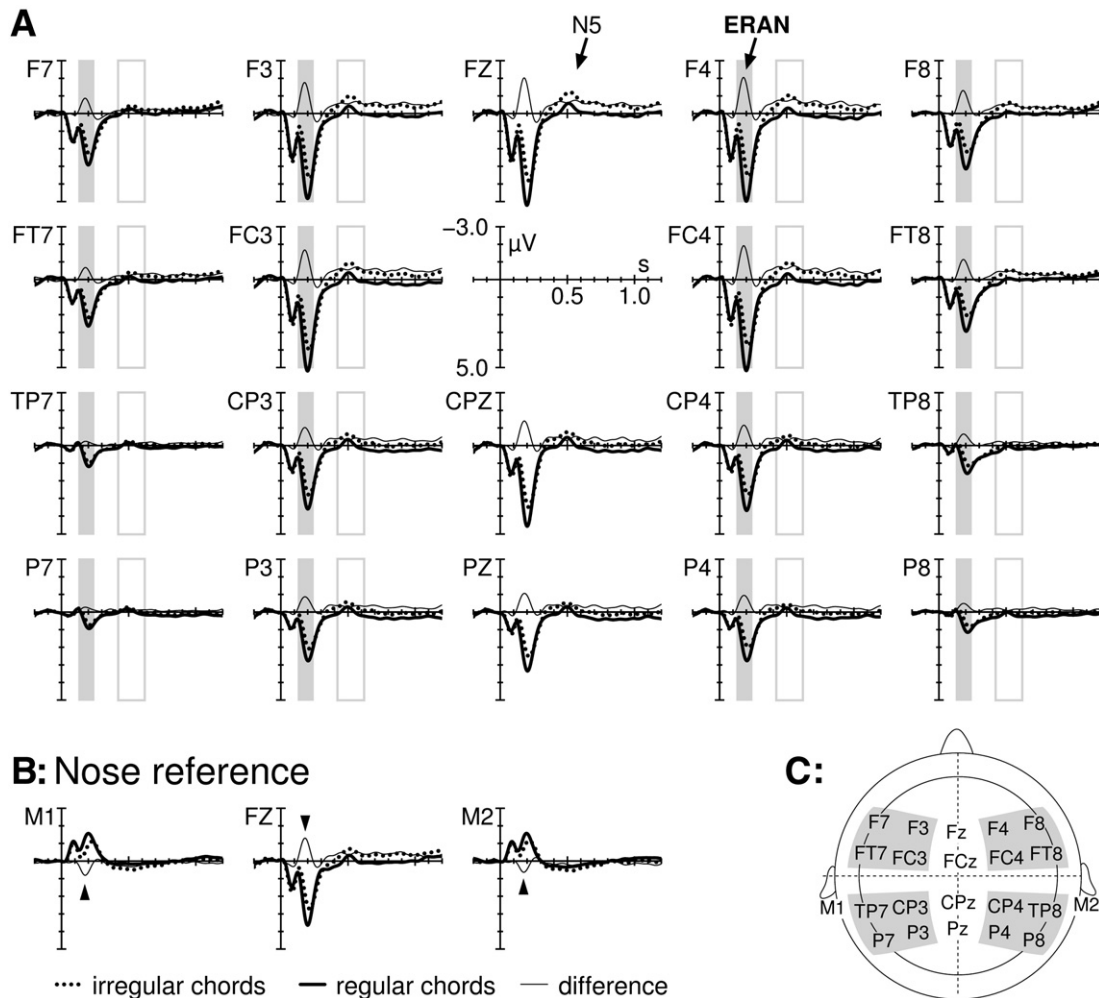 A
N5 ERAN
F7 F3 FZ F4 F8
FT7 FC3 −3.0 µV s FC4 FT8
0.5 1.0
5.0
TP7 CP3 CPZ CP4 TP8
P7 P3 PZ P4 P8
B: Nose reference
M1 FZ M2
irregular chords regular chords difference
C:
F7 F3 Fz F4 F8
FT7 FC3 FCz FC4 FT8
M1 M2
TP7 CP3 CPz CP4 TP8
P7 P3 Pz P4 P8